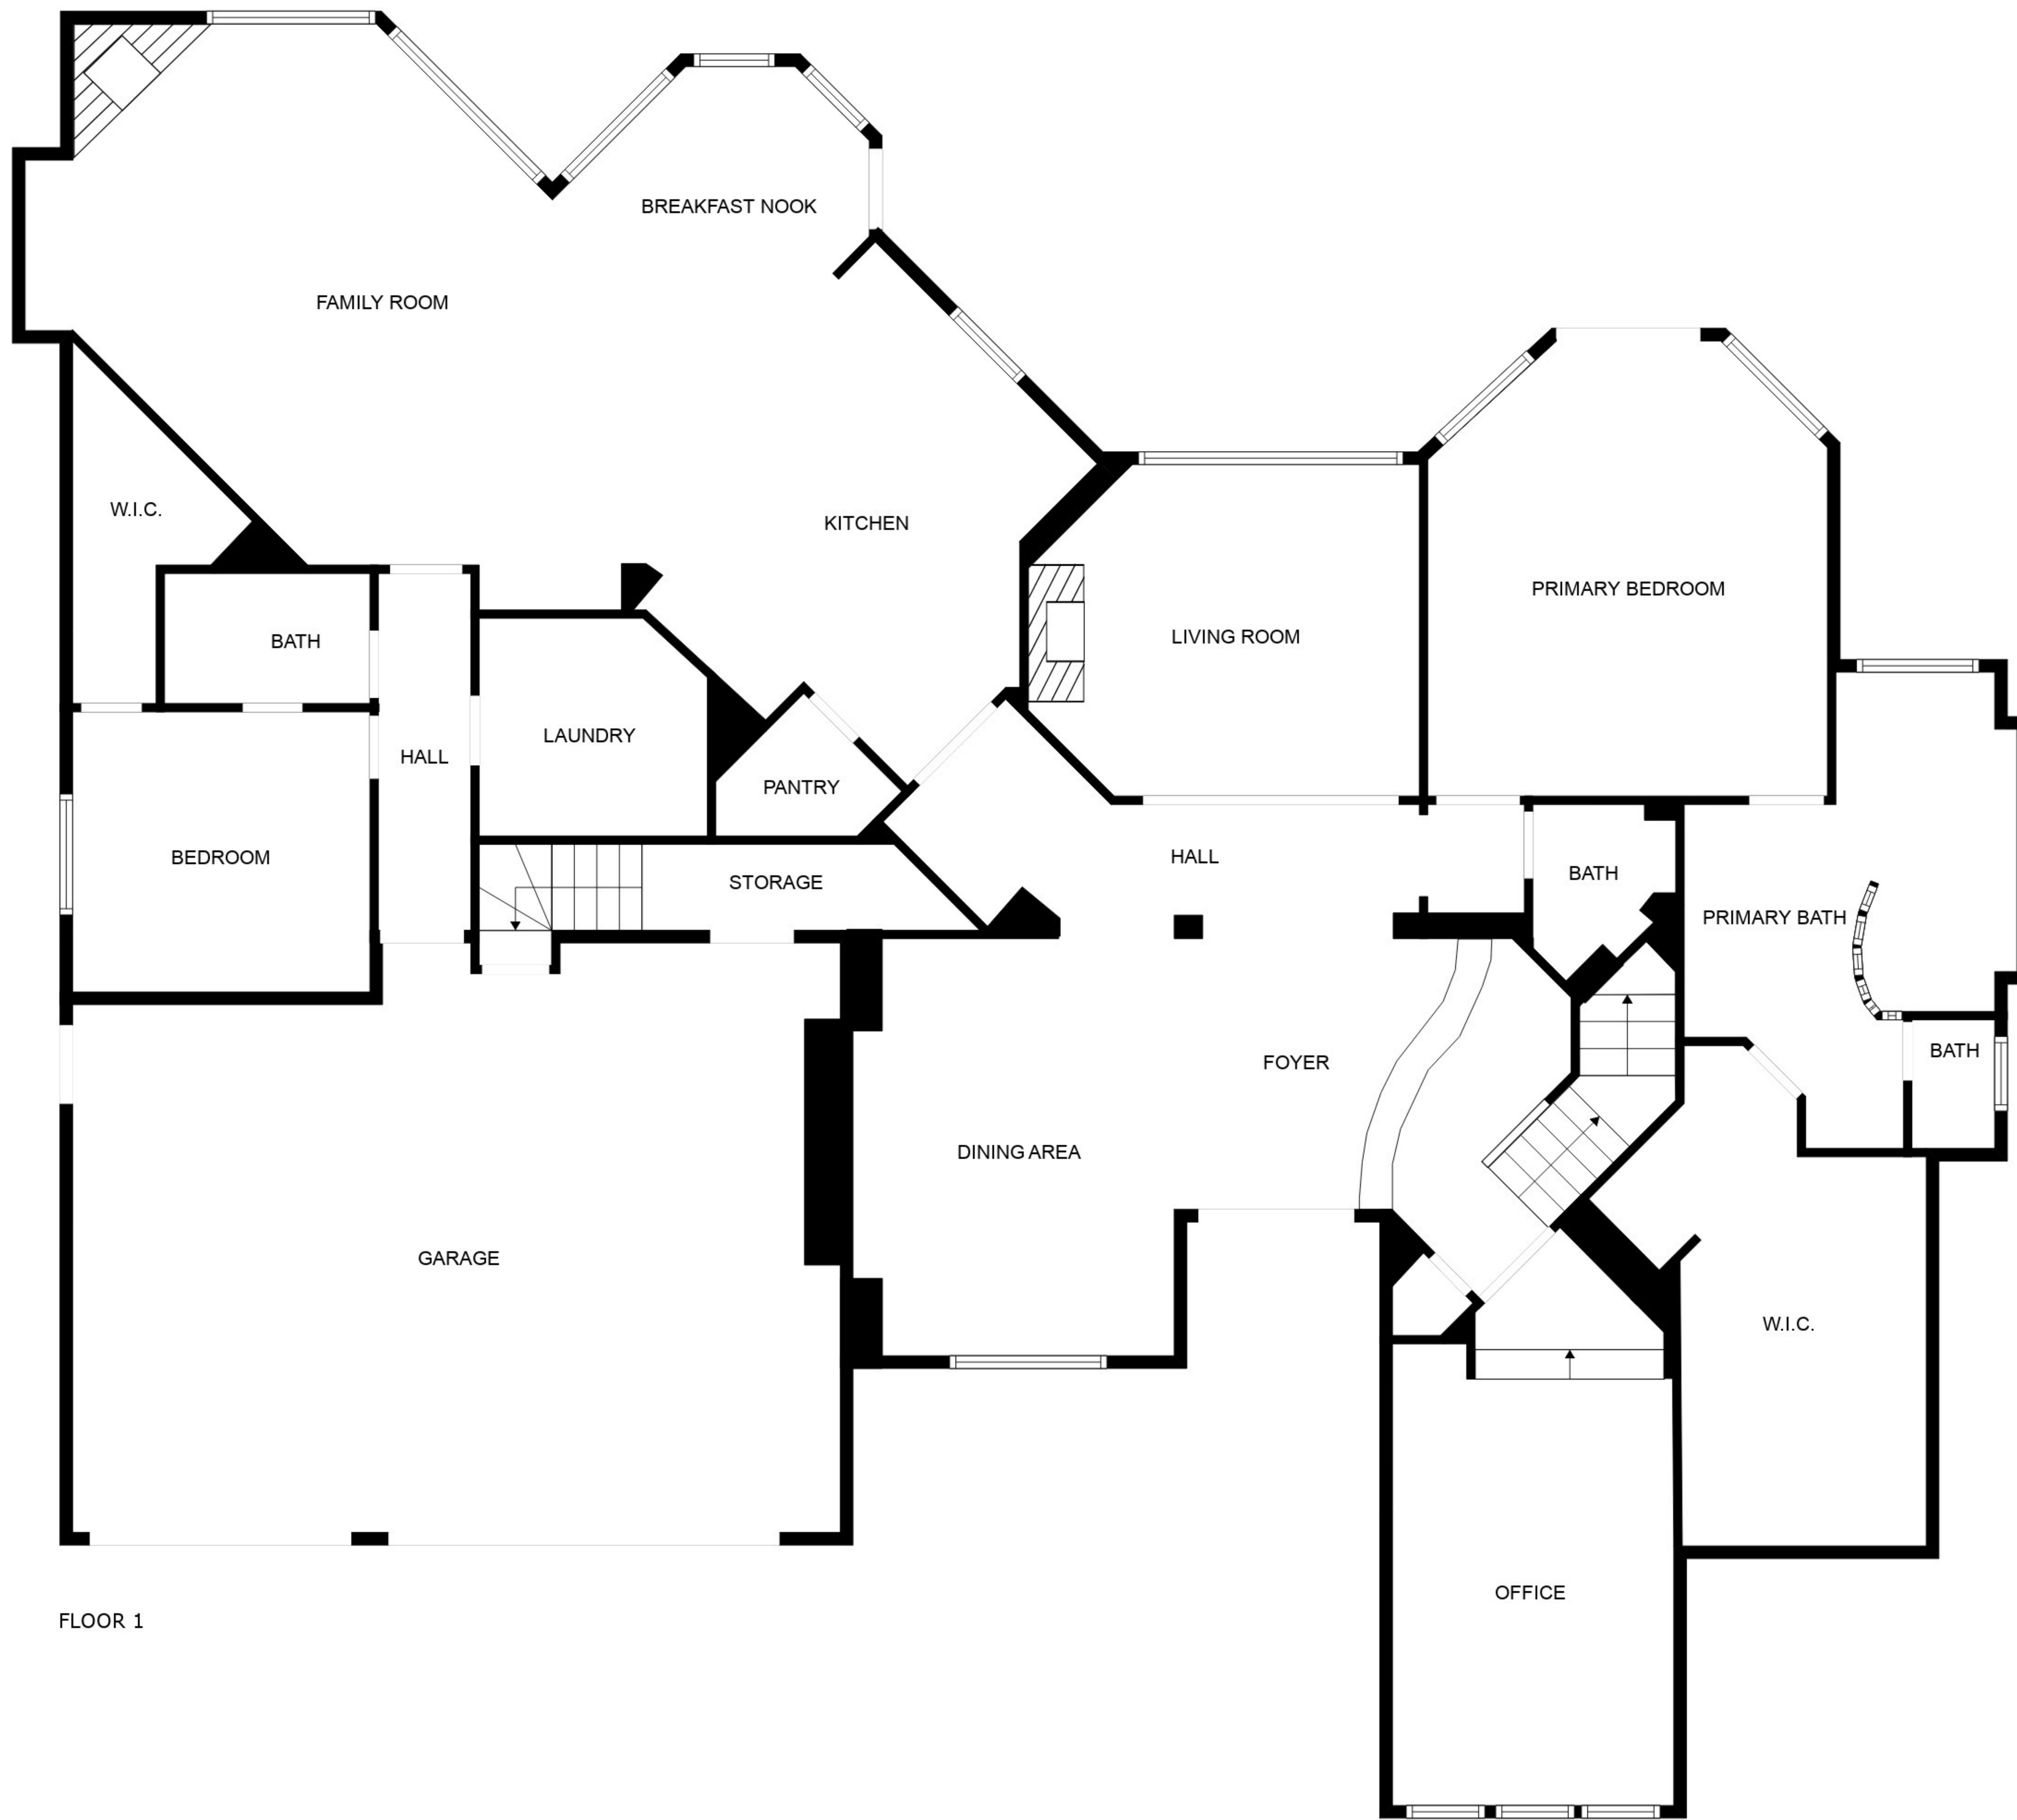 BREAKFAST NOOK
FAMILY ROOM
W.I.C.
KITCHEN
PRIMARY BEDROOM
BATH
LIVING ROOM
LAUNDRY
HALL
PANTRY
BEDROOM
HALL
BATH
STORAGE
PRIMARY BATH
FOYER
BATH
DINING AREA
GARAGE
W.I.C.
OFFICE
FLOOR 1